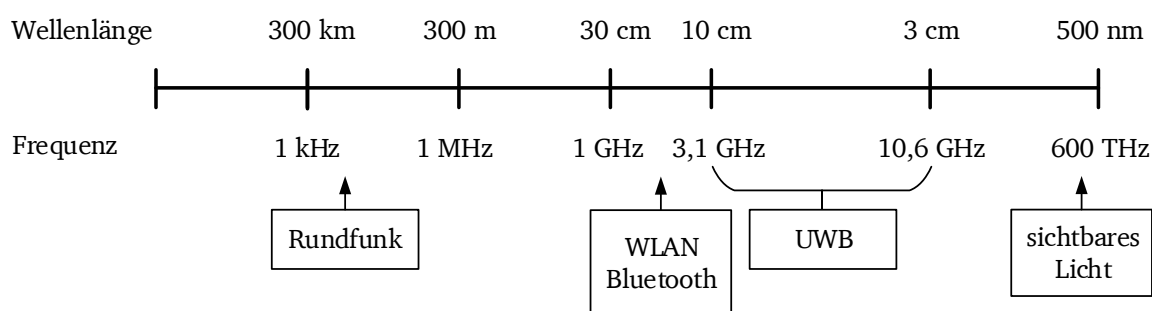 Wellenlänge 300 km 300 m 30 cm 10 cm 3 cm 500 nm
Frequenz 1 kHz 1 MHz 1 GHz 3,1 GHz 10,6 GHz 600 THz
Rundfunk
WLAN
Bluetooth
UWB
sichtbares
Licht